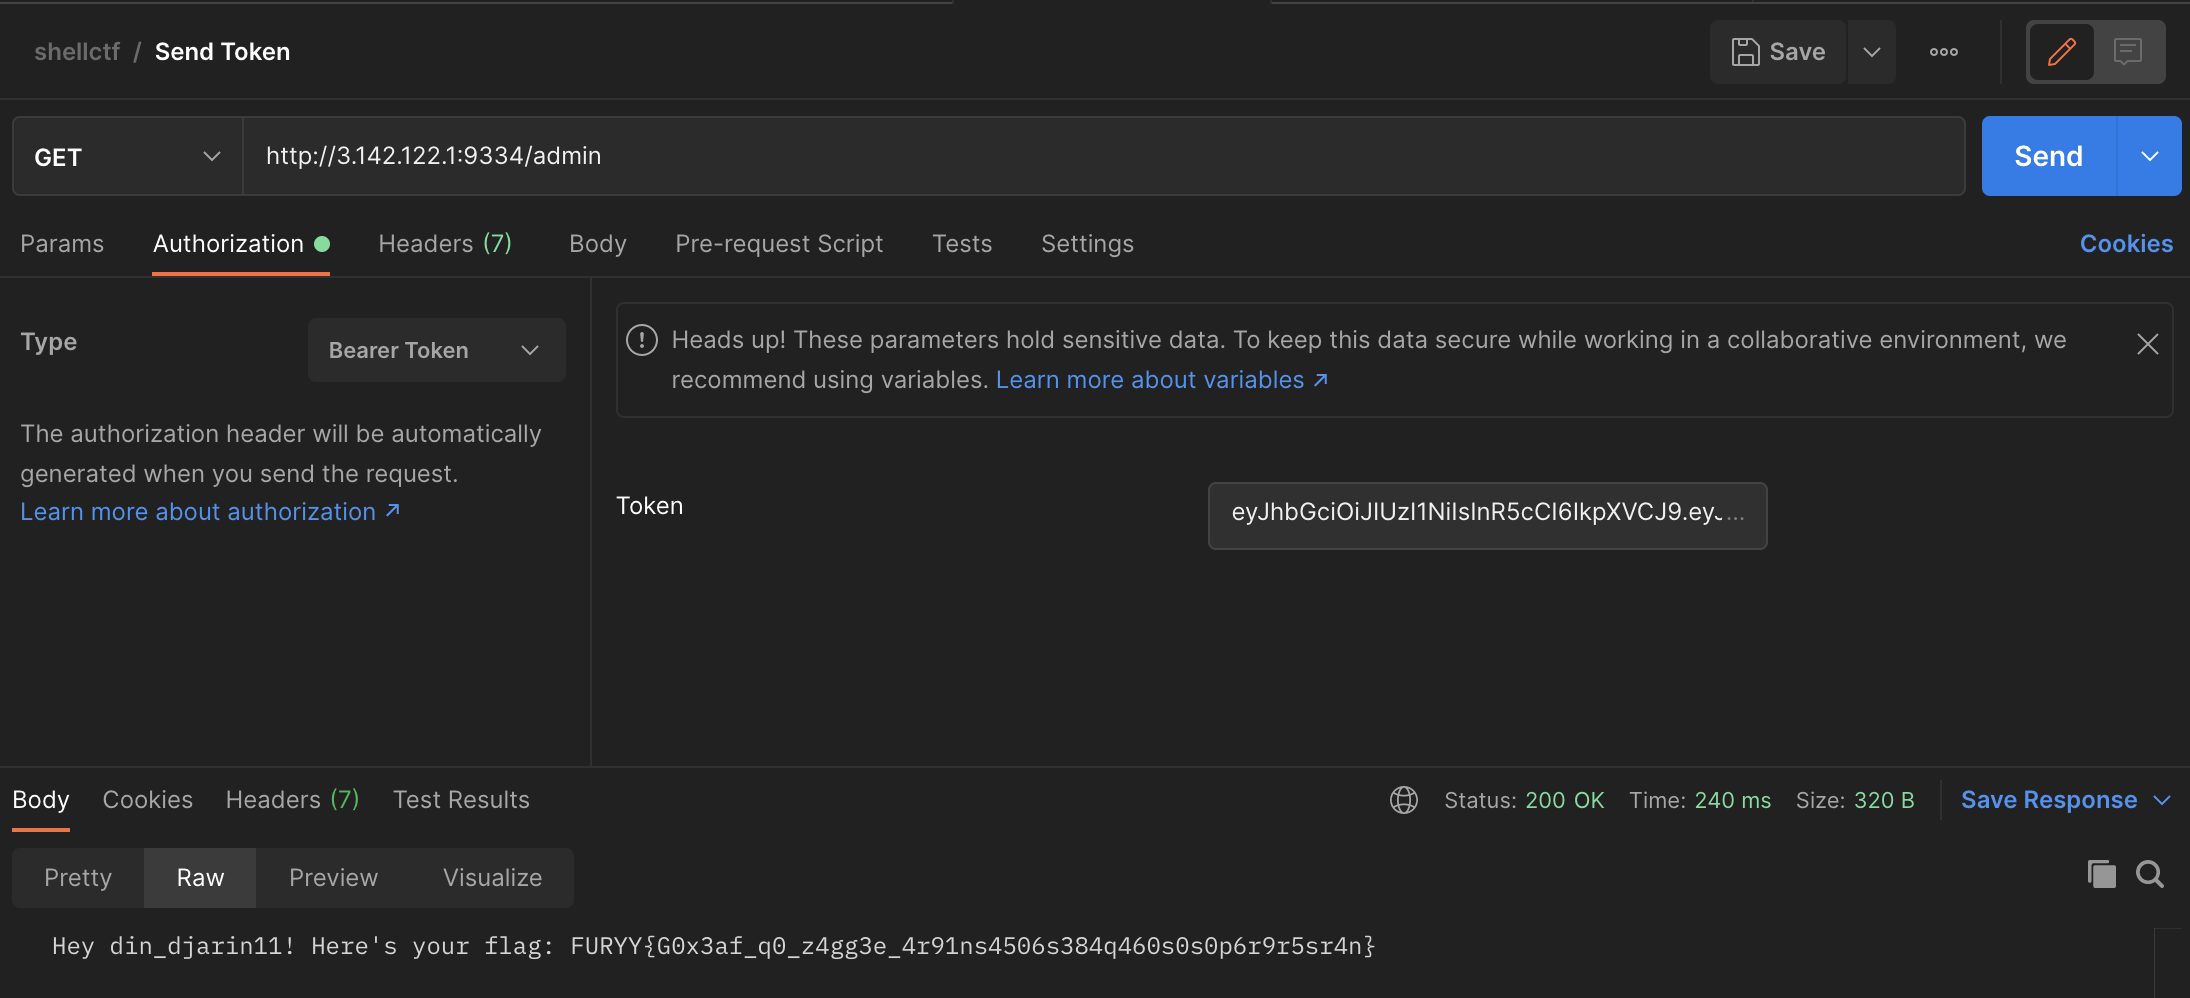 shellctf / Send Token
Save
GET
http://3.142.122.1:9334/admin
Send
Params
Authorization
Headers (7)
Body
Pre-request Script
Tests
Settings
Cookies
Type
Bearer Token
The authorization header will be automatically
generated when you send the request.
Learn more about authorization ↗
Heads up! These parameters hold sensitive data. To keep this data secure while working in a collaborative environment, we
recommend using variables. Learn more about variables ↗
Token
eyJhbGciOiJIUzI1NiIsInR5cCI6IkpXVCJ9.eyJ...
Body
Cookies
Headers (7)
Test Results
Status: 200 OK
Time: 240 ms
Size: 320 B
Save Response
Pretty
Raw
Preview
Visualize
Hey din_djarin11! Here's your flag: FURYY{G0x3af_q0_z4gg3e_4r91ns4506s384q460s0s0p6r9r5sr4n}